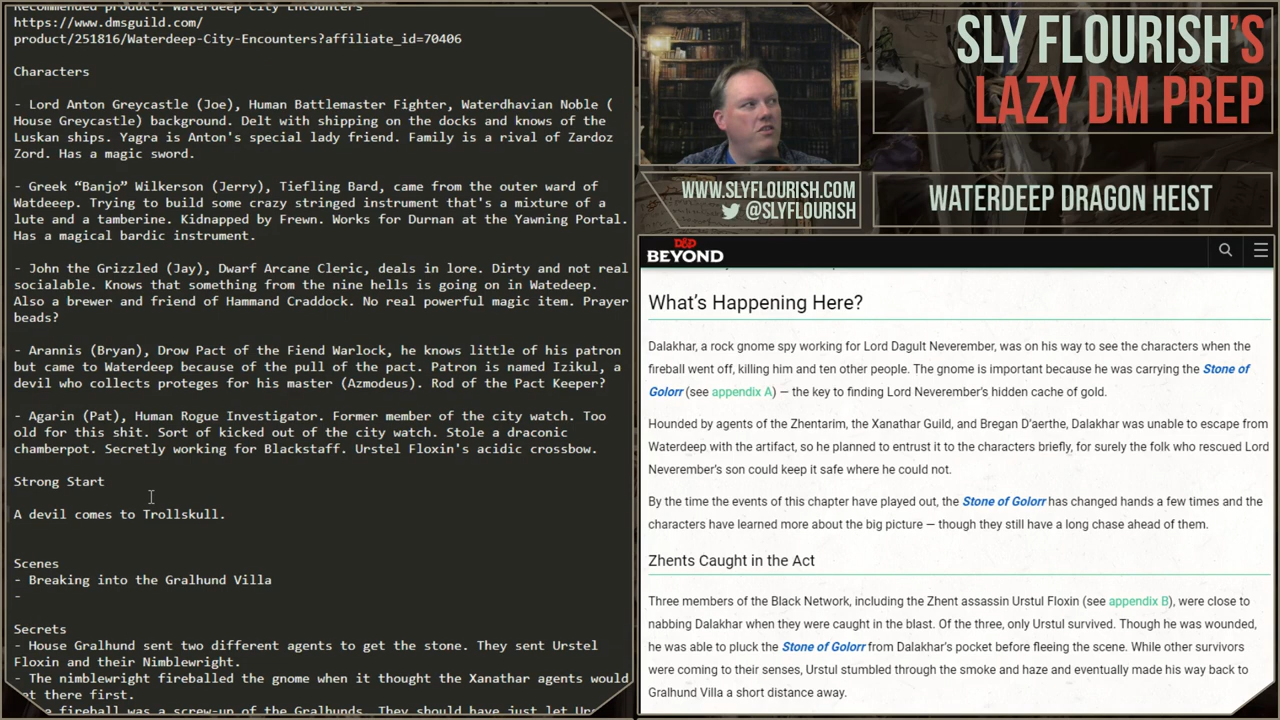 Recommended product: Waterdeep City Encounters
https://www.dmsguild.com/
product/251816/Waterdeep-City-Encounters?affiliate_id=70406
Characters
- Lord Anton Greycastle (Joe), Human Battlemaster Fighter, Waterdhavian Noble (
House Greycastle) background. Delt with shipping on the docks and knows of the
Luskan ships. Yagra is Anton's special lady friend. Family is a rival of Zardoz
Zord. Has a magic sword.
- Greek “Banjo” Wilkerson (Jerry), Tiefling Bard, came from the outer ward of
Watdeeep. Trying to build some crazy stringed instrument that's a mixture of a
lute and a tamberine. Kidnapped by Frewn. Works for Durnan at the Yawning Portal.
Has a magical bardic instrument.
- John the Grizzled (Jay), Dwarf Arcane Cleric, deals in lore. Dirty and not real
socialable. Knows that something from the nine hells is going on in Watedeep.
Also a brewer and friend of Hammand Craddock. No real powerful magic item. Prayer
beads?
- Arannis (Bryan), Drow Pact of the Fiend Warlock, he knows little of his patron
but came to Waterdeep because of the pull of the pact. Patron is named Izikul, a
devil who collects proteges for his master (Azmodeus). Rod of the Pact Keeper?
- Agarin (Pat), Human Rogue Investigator. Former member of the city watch. Too
old for this shit. Sort of kicked out of the city watch. Stole a draconic
chamberpot. Secretly working for Blackstaff. Urstel Floxin's acidic crossbow.
Strong Start
A devil comes to Trollskull.
Scenes
- Breaking into the Gralhund Villa
-
Secrets
- House Gralhund sent two different agents to get the stone. They sent Urstel
Floxin and their Nimblewright.
- The nimblewright fireballed the gnome when it thought the Xanathar agents would
get there first.
fireball was a screw-up of the Gralhunds. They should have just let
SLY FLOURISH'S
LAZY DM PREP
WWW.SLYFLOURISH.COM
@SLYFLOURISH
WATERDEEP DRAGON HEIST
D&D
BEYOND
What’s Happening Here?
Dalakhar, a rock gnome spy working for Lord Dagult Neverember, was on his way to see the characters when the
fireball went off, killing him and ten other people. The gnome is important because he was carrying the Stone of
Golorr (see appendix A) — the key to finding Lord Neverember’s hidden cache of gold.
Hounded by agents of the Zhentarim, the Xanathar Guild, and Bregan D’aerthe, Dalakhar was unable to escape from
Waterdeep with the artifact, so he planned to entrust it to the characters briefly, for surely the folk who rescued Lord
Neverember’s son could keep it safe where he could not.
By the time the events of this chapter have played out, the Stone of Golorr has changed hands a few times and the
characters have learned more about the big picture — though they still have a long chase ahead of them.
Zhents Caught in the Act
Three members of the Black Network, including the Zhent assassin Urstul Floxin (see appendix B), were close to
nabbing Dalakhar when they were caught in the blast. Of the three, only Urstul survived. Though he was wounded,
he was able to pluck the Stone of Golorr from Dalakhar’s pocket before fleeing the scene. While other survivors
were coming to their senses, Urstul stumbled through the smoke and haze and eventually made his way back to
Gralhund Villa a short distance away.